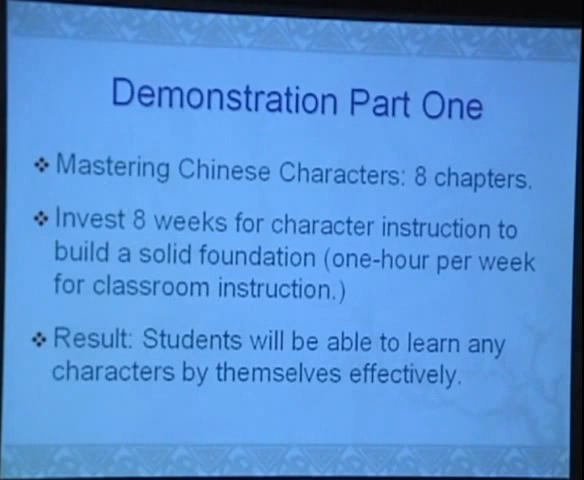 Demonstration Part One
Mastering Chinese Characters: 8 chapters.
Invest 8 weeks for character instruction to
build a solid foundation (one-hour per week
for classroom instruction.)
Result: Students will be able to learn any
characters by themselves effectively.